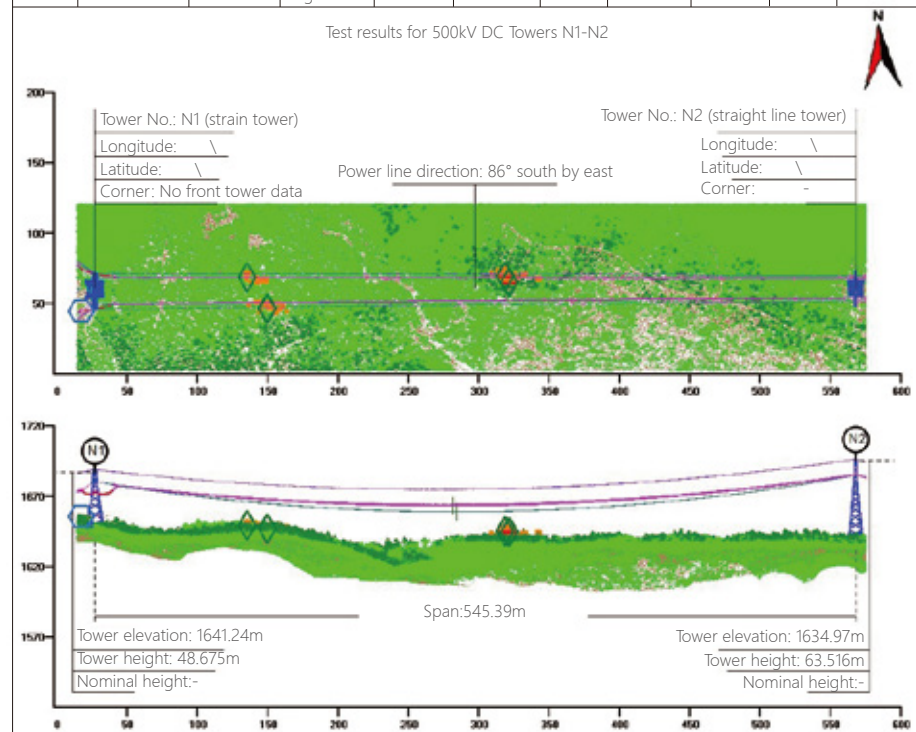 Test results for 500kV DC Towers N1-N2
N
200
150
100
50
Tower No.: N1 (strain tower)
Longitude: \
Latitude: \
Corner: No front tower data
Power line direction: 86° south by east
Tower No.: N2 (straight line tower)
Longitude: \
Latitude: \
Corner: -
0 50 100 150 200 250 300 350 400 450 500 550 600
1720
1670
1620
1570
N1
N2
Span:545.39m
Tower elevation: 1641.24m
Tower height: 48.675m
Nominal height:-
Tower elevation: 1634.97m
Tower height: 63.516m
Nominal height:-
0 50 100 150 200 250 300 350 400 450 500 550 600